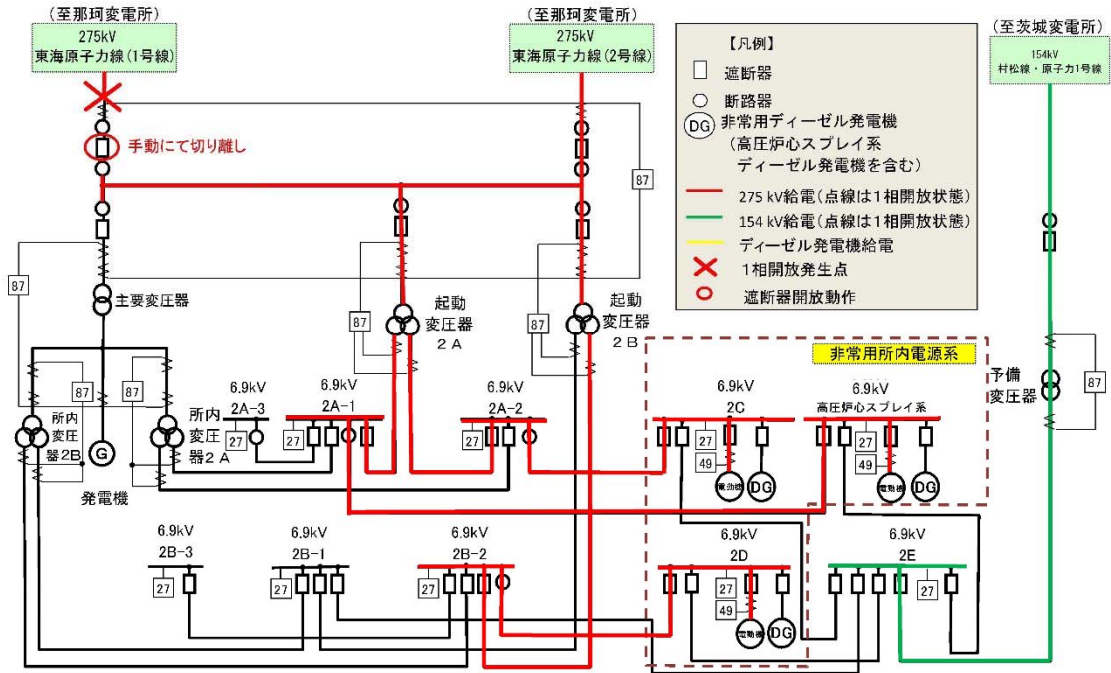 (至那珂変電所)
275kV
東海原子力線(1号線)
(至那珂変電所)
275kV
東海原子力線(2号線)
(至茨城変電所)
154kV
村松線・原子力1号線
【凡例】
遮断器
断路器
DG
非常用ディーゼル発電機
(高圧炉心スプレイ系
ディーゼル発電機を含む)
275 kV給電(点線は1相開放状態)
154 kV給電(点線は1相開放状態)
ディーゼル発電機給電
1相開放発生点
遮断器開放動作
手動にて切り離し
87
87
主要変圧器
87
起動
変圧器
2A
87
起動
変圧器
2B
非常用所内電源系
予備
変圧器
87
87
87
所内
変圧
器2B
G
発電機
所内
変圧
器2A
6.9kV
2A-3
27
6.9kV
2A-1
27
6.9kV
2A-2
27
6.9kV
2C
27
49
電動機
DG
6.9kV
高圧炉心スプレイ系
27
49
電動機
DG
6.9kV
2B-3
27
6.9kV
2B-1
27
6.9kV
2B-2
27
6.9kV
2D
27
49
電動機
DG
6.9kV
2E
27